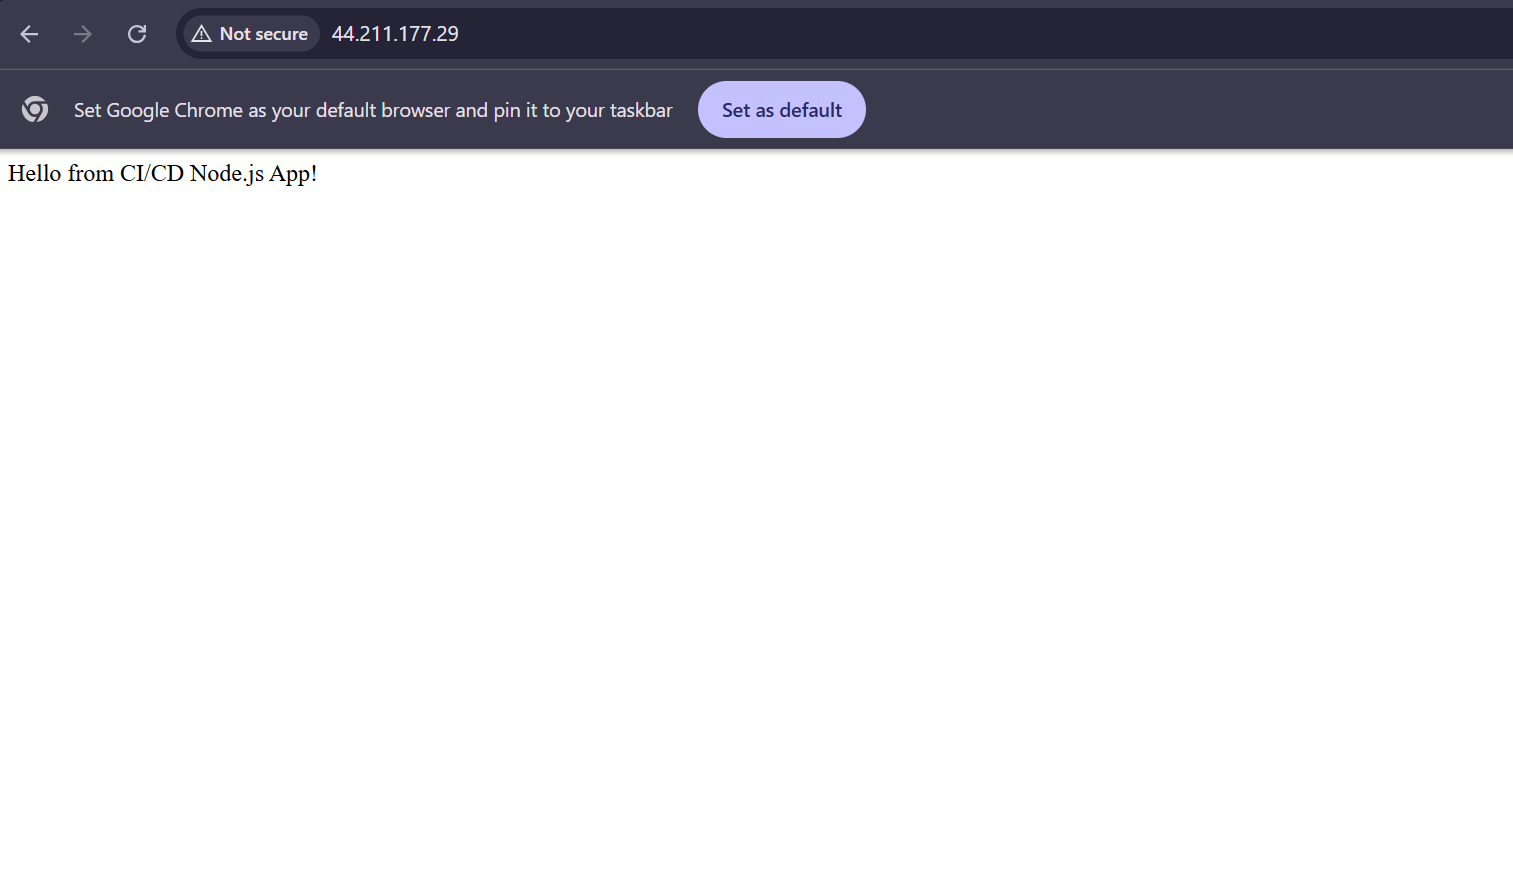 Not secure 44.211.177.29
Set Google Chrome as your default browser and pin it to your taskbar Set as default
Hello from CI/CD Node.js App!